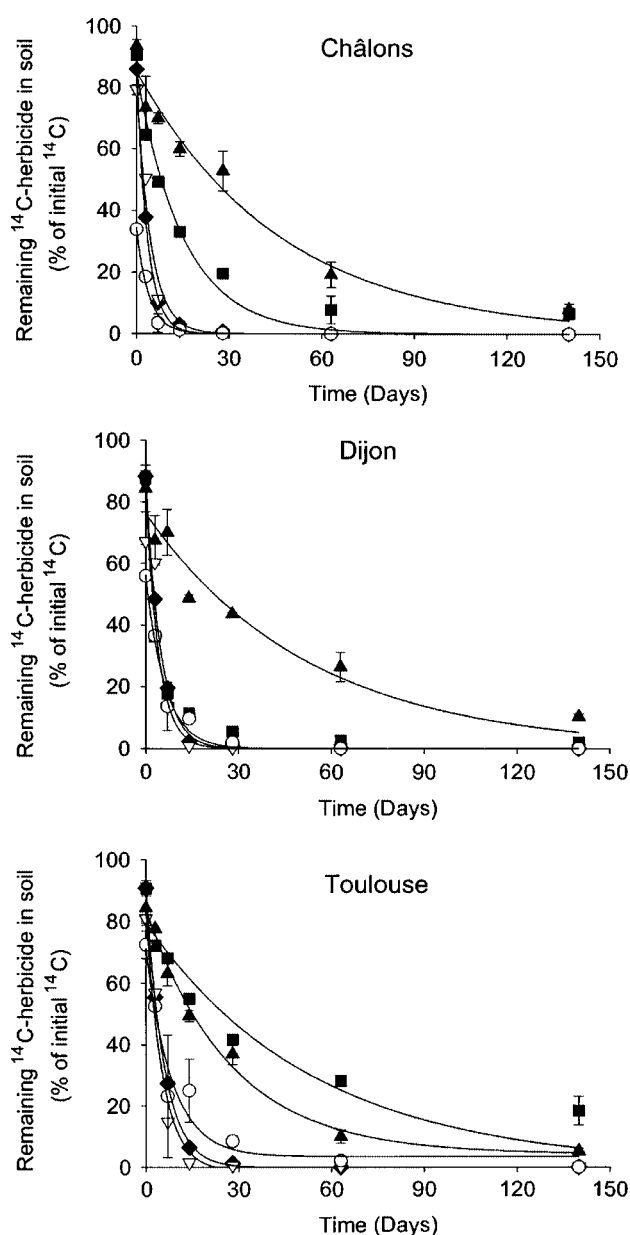 Châlons
Remaining ¹⁴C-herbicide in soil
(% of initial ¹⁴C)
100
80
60
40
20
0
0 30 60 90 120 150
Time (Days)
Dijon
Remaining ¹⁴C-herbicide in soil
(% of initial ¹⁴C)
100
80
60
40
20
0
0 30 60 90 120 150
Time (Days)
Toulouse
Remaining ¹⁴C-herbicide in soil
(% of initial ¹⁴C)
100
80
60
40
20
0
0 30 60 90 120 150
Time (Days)